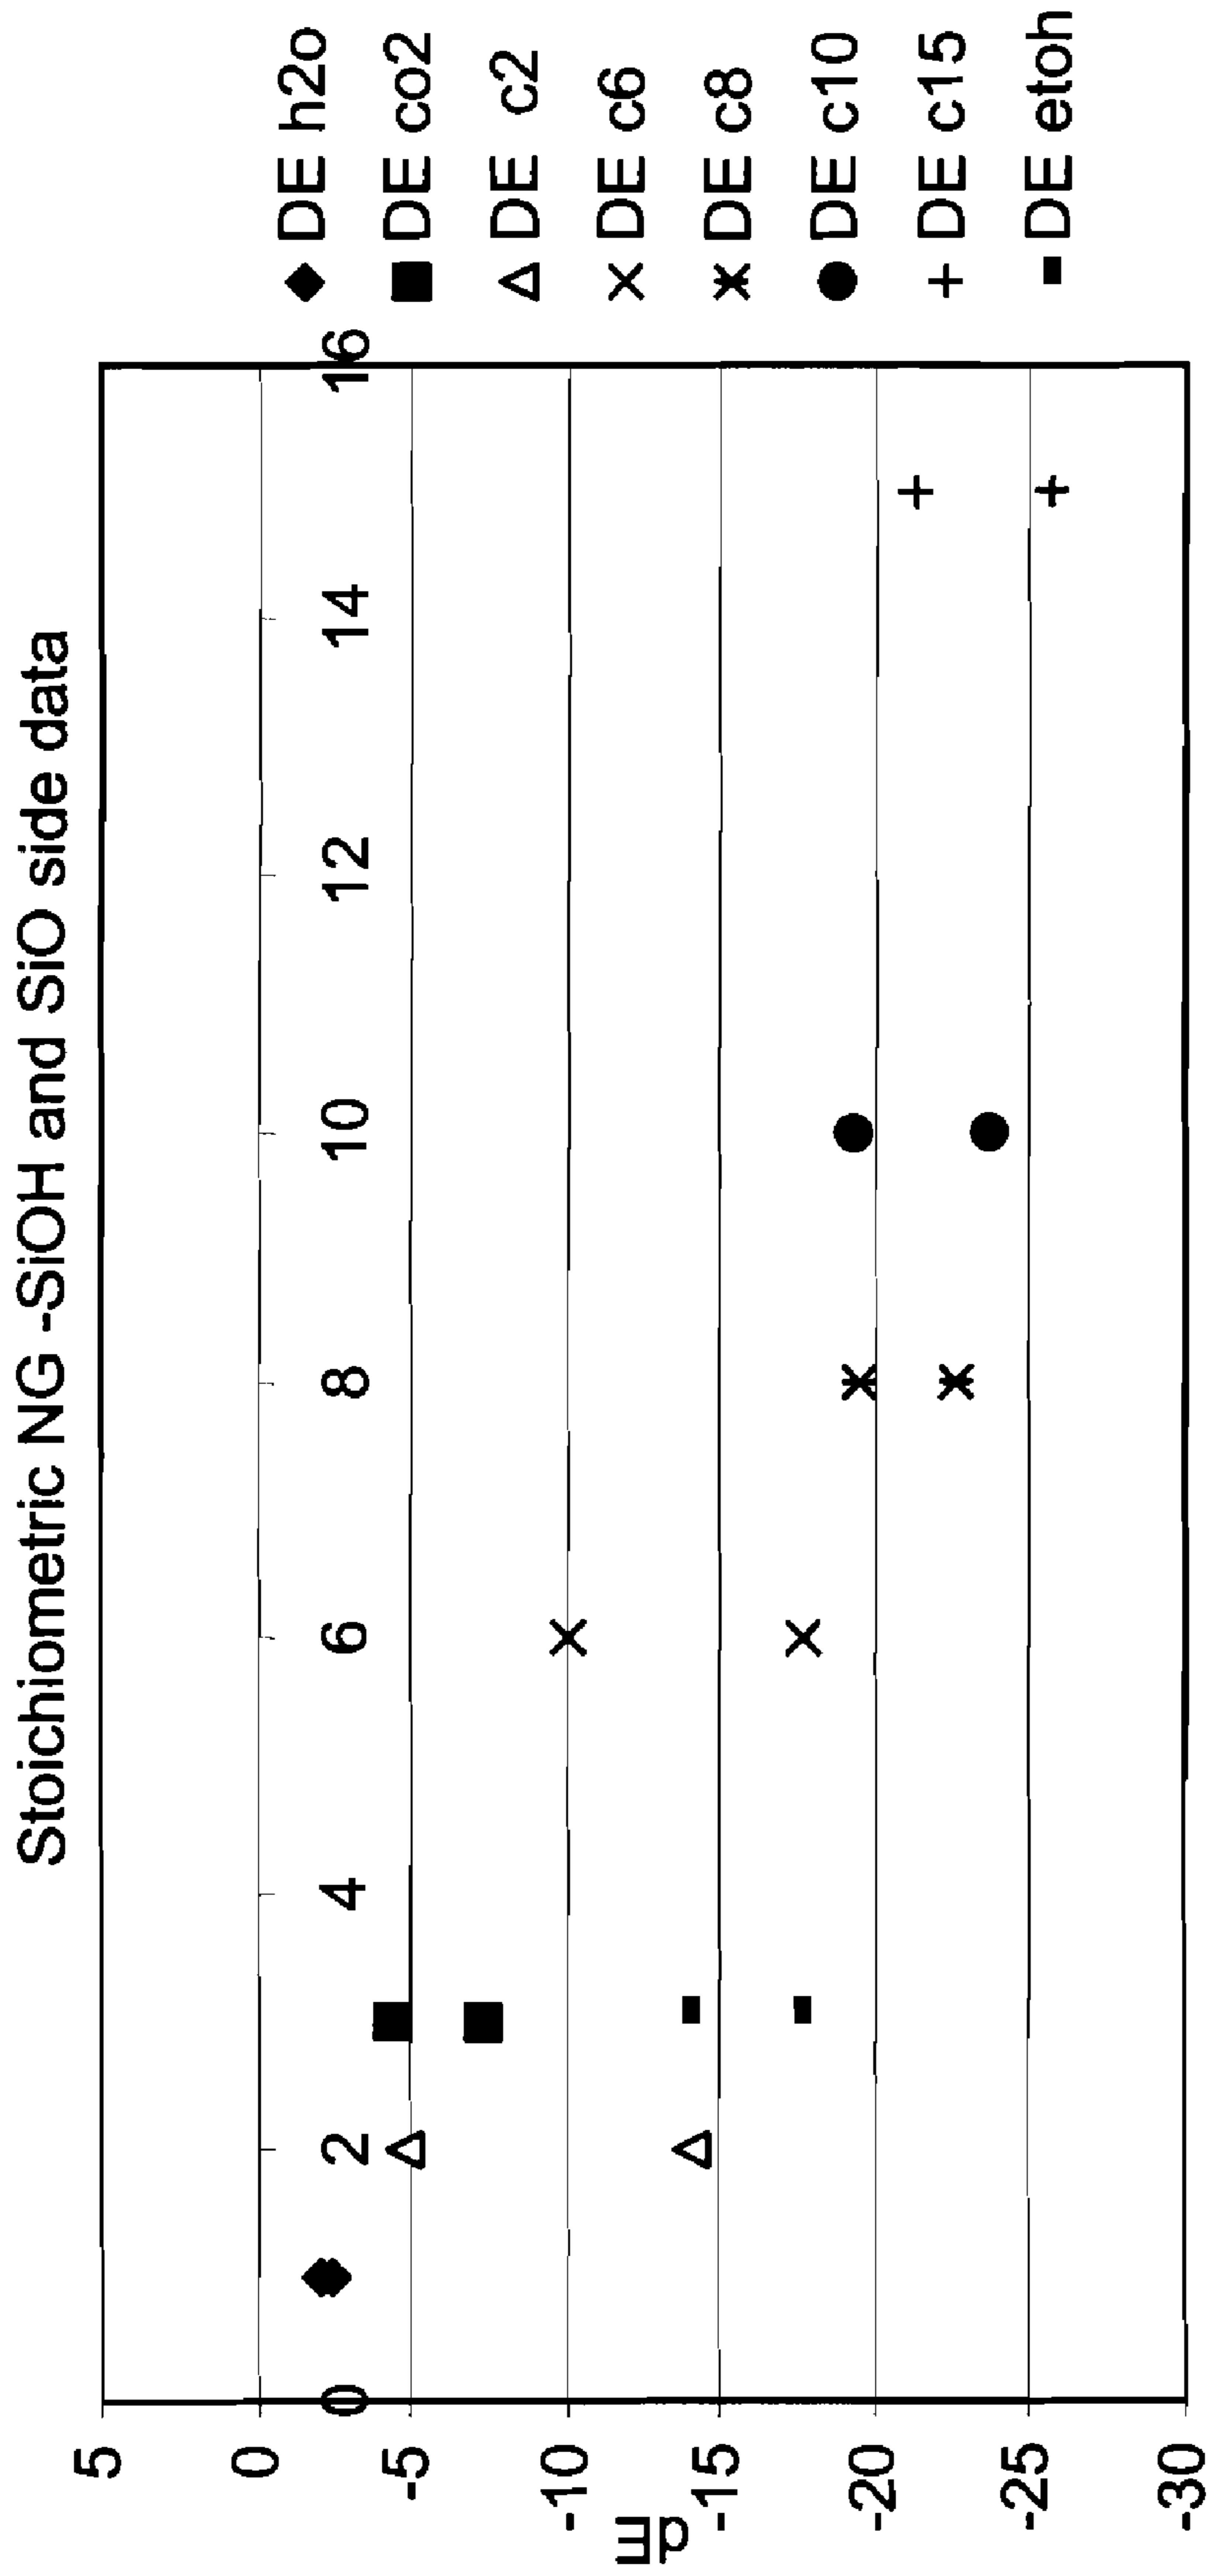 Stoichiometric NG -SiOH and SiO side data
5
0
-5
-10
-15
-20
-25
-30
dE
0
2
4
6
8
10
12
14
16
DE h2o
DE co2
DE c2
DE c6
DE c8
DE c10
DE c15
DE etoh